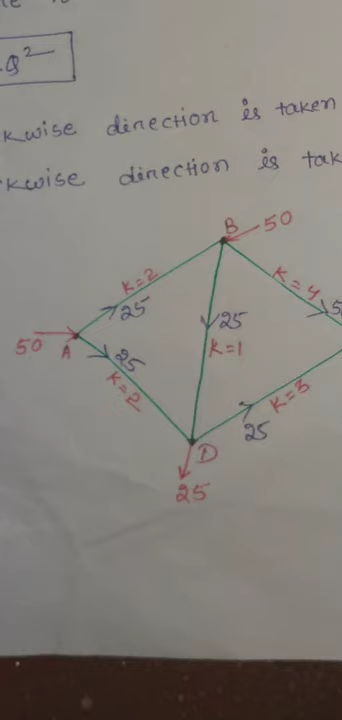 Q²
kwise direction is taken
kwise direction is tak
B 50
K=2
K=4
25
25
K=1
50 A
25
K=2
K=3
25
D
25